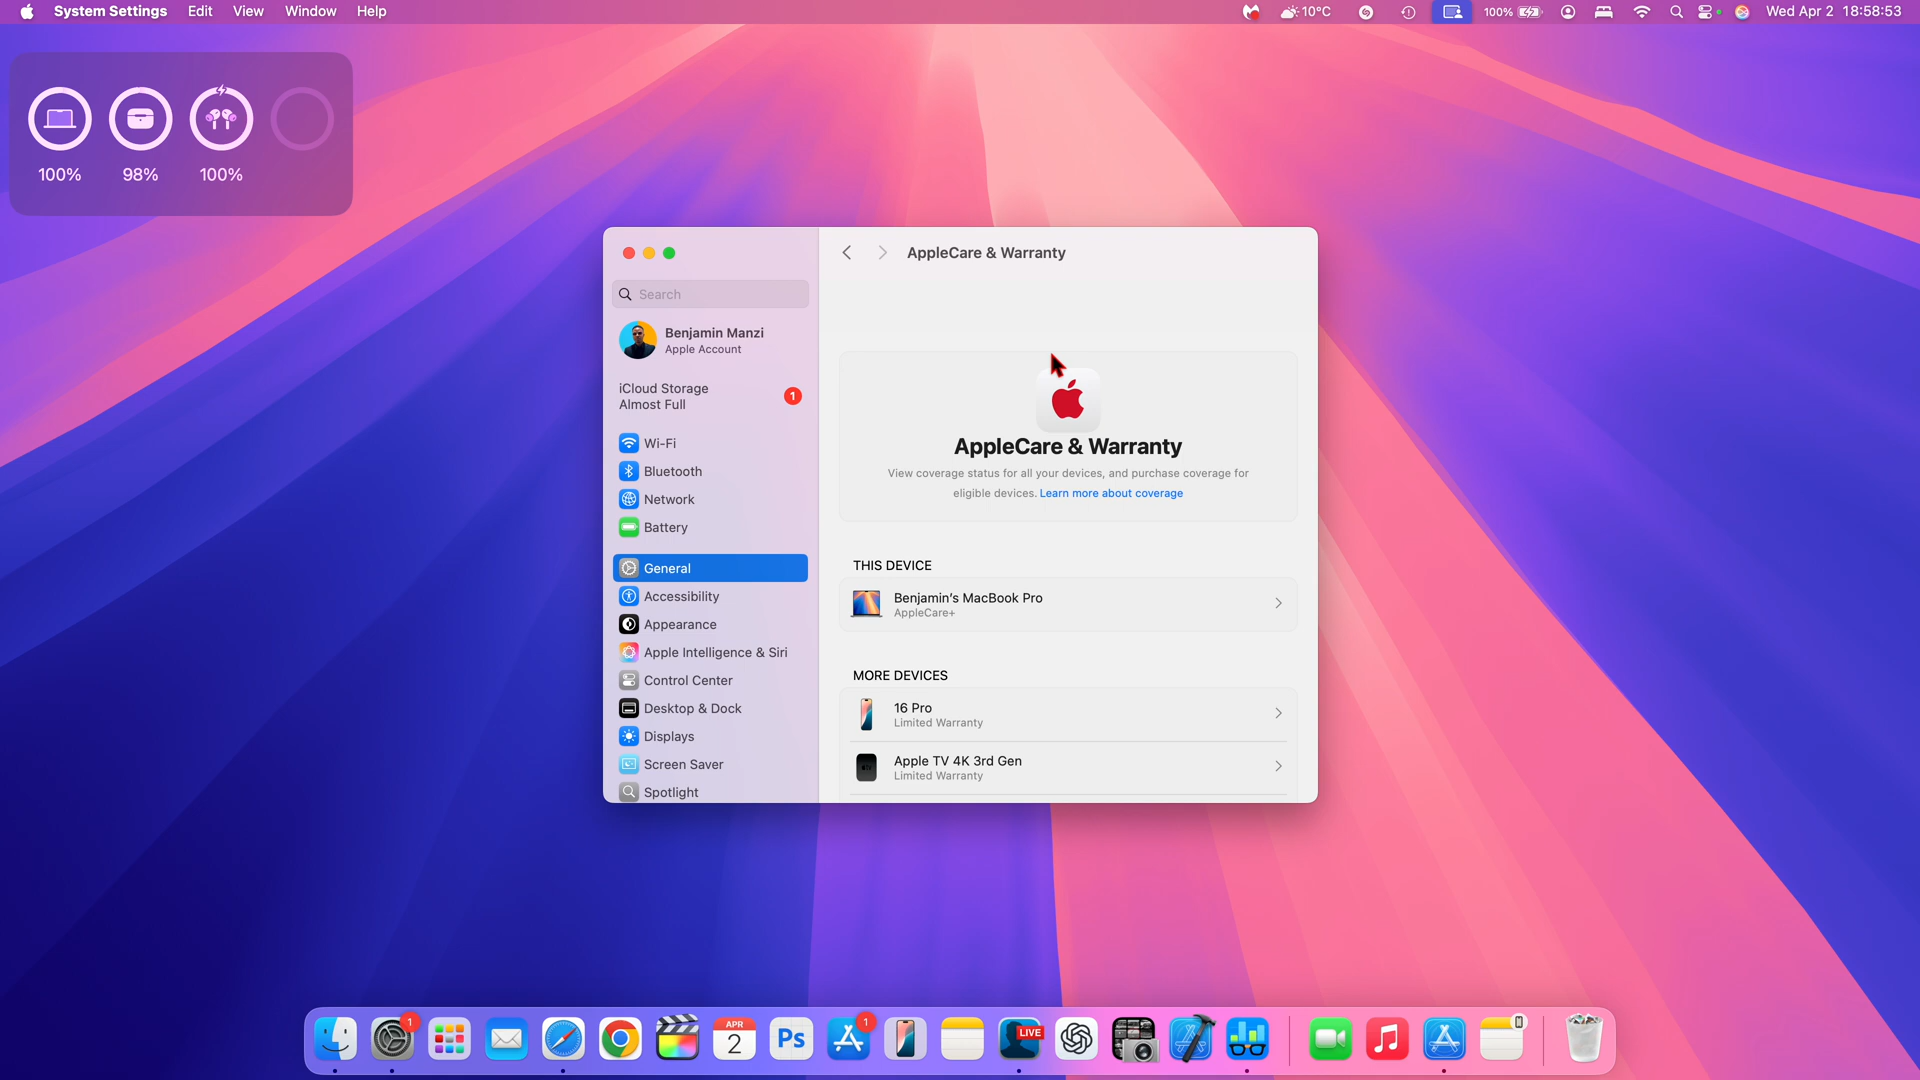 System Settings Edit View Window Help
10°C 100% Wed Apr 2 18:58:53
100% 98% 100%
AppleCare & Warranty
Search
Benjamin Manzi
Apple Account
iCloud Storage
Almost Full
1
Wi-Fi
Bluetooth
Network
Battery
General
Accessibility
Appearance
Apple Intelligence & Siri
Control Center
Desktop & Dock
Displays
Screen Saver
Spotlight
AppleCare & Warranty
View coverage status for all your devices, and purchase coverage for
eligible devices. Learn more about coverage
THIS DEVICE
Benjamin's MacBook Pro
AppleCare+
MORE DEVICES
16 Pro
Limited Warranty
Apple TV 4K 3rd Gen
Limited Warranty
1
APR
2
Ps
1
LIVE